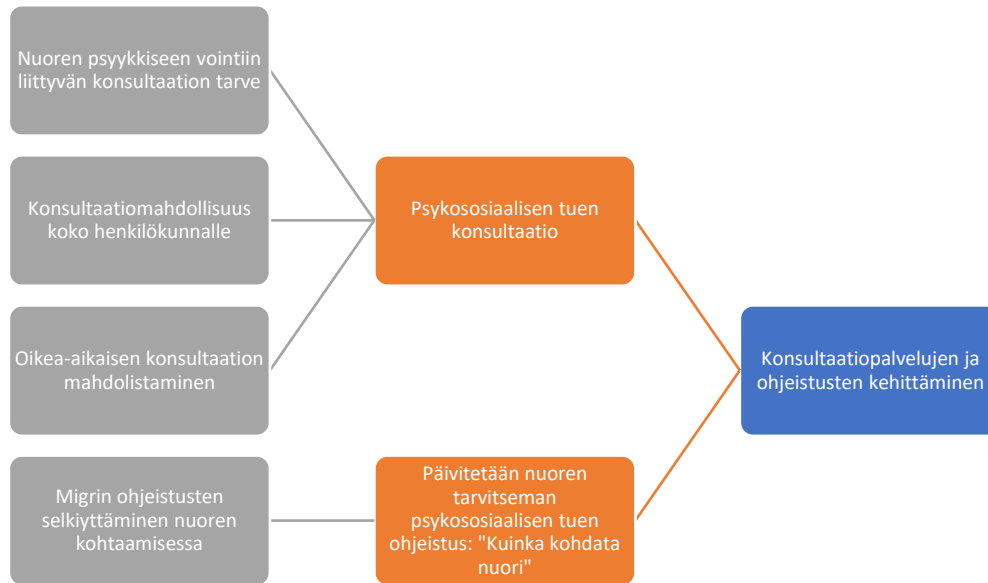 Nuoren psyykkiseen vointiin
liittyvän konsultaation tarve
Konsultaatiomahdollisuus
koko henkilökunnalle
Oikea-aikaisen konsultaation
mahdolistaminen
Migrin ohjeistusten
selkiyttäminen nuoren
kohtaamisessa
Psykososiaalisen tuen
konsultaatio
Päivitetään nuoren
tarvitseman
psykososiaalisen tuen
ohjeistus: "Kuinka kohdata
nuori"
Konsultaatiopalvelujen ja
ohjeistusten kehittäminen